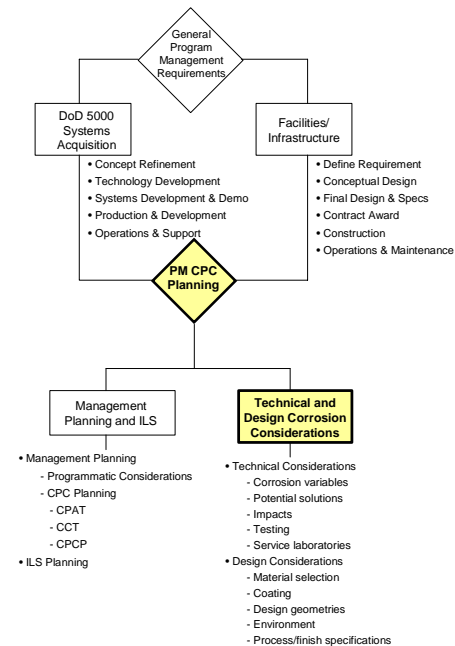 General
Program
Management
Requirements
DoD 5000
Systems
Acquisition
• Concept Refinement
• Technology Development
• Systems Development & Demo
• Production & Development
• Operations & Support
Facilities/
Infrastructure
• Define Requirement
• Conceptual Design
• Final Design & Specs
• Contract Award
• Construction
• Operations & Maintenance
PM CPC
Planning
Management
Planning and ILS
• Management Planning
- Programmatic Considerations
- CPC Planning
- CPAT
- CCT
- CPCP
• ILS Planning
Technical and
Design Corrosion
Considerations
• Technical Considerations
- Corrosion variables
- Potential solutions
- Impacts
- Testing
- Service laboratories
• Design Considerations
- Material selection
- Coating
- Design geometries
- Environment
- Process/finish specifications